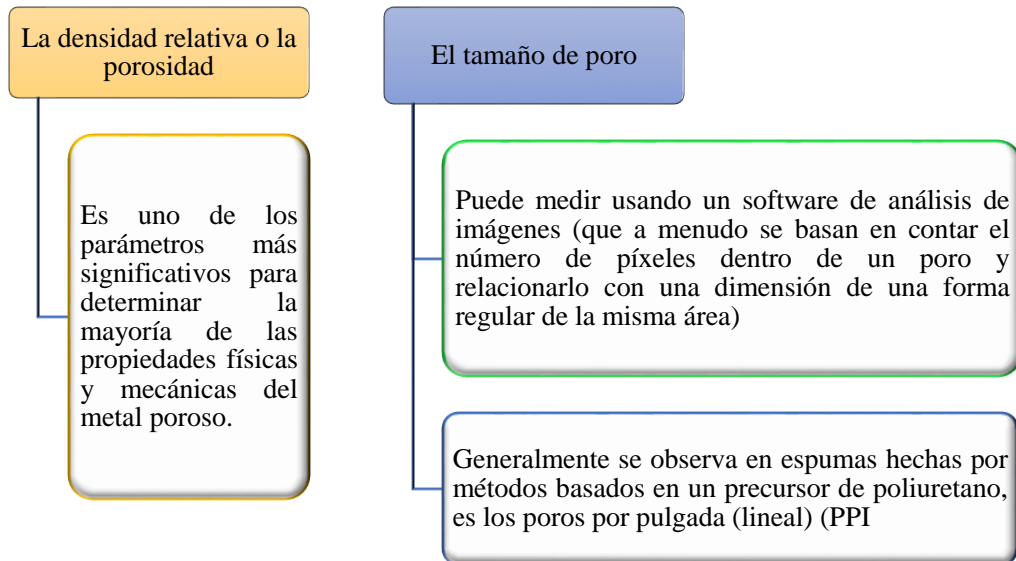 La densidad relativa o la
porosidad
Es uno de los
parámetros más
significativos para
determinar la
mayoría de las
propiedades físicas
y mecánicas del
metal poroso.
El tamaño de poro
Puede medir usando un software de análisis de
imágenes (que a menudo se basan en contar el
número de píxeles dentro de un poro y
relacionarlo con una dimensión de una forma
regular de la misma área)
Generalmente se observa en espumas hechas por
métodos basados en un precursor de poliuretano,
es los poros por pulgada (lineal) (PPI